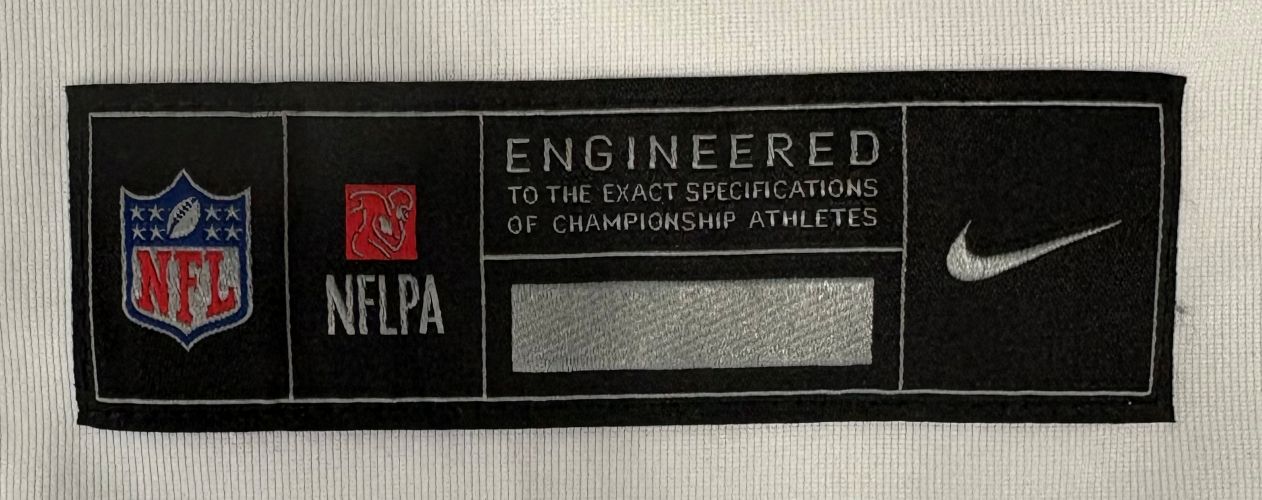 NFL
NFLPA
ENGINEERED
TO THE EXACT SPECIFICATIONS
OF CHAMPIONSHIP ATHLETES